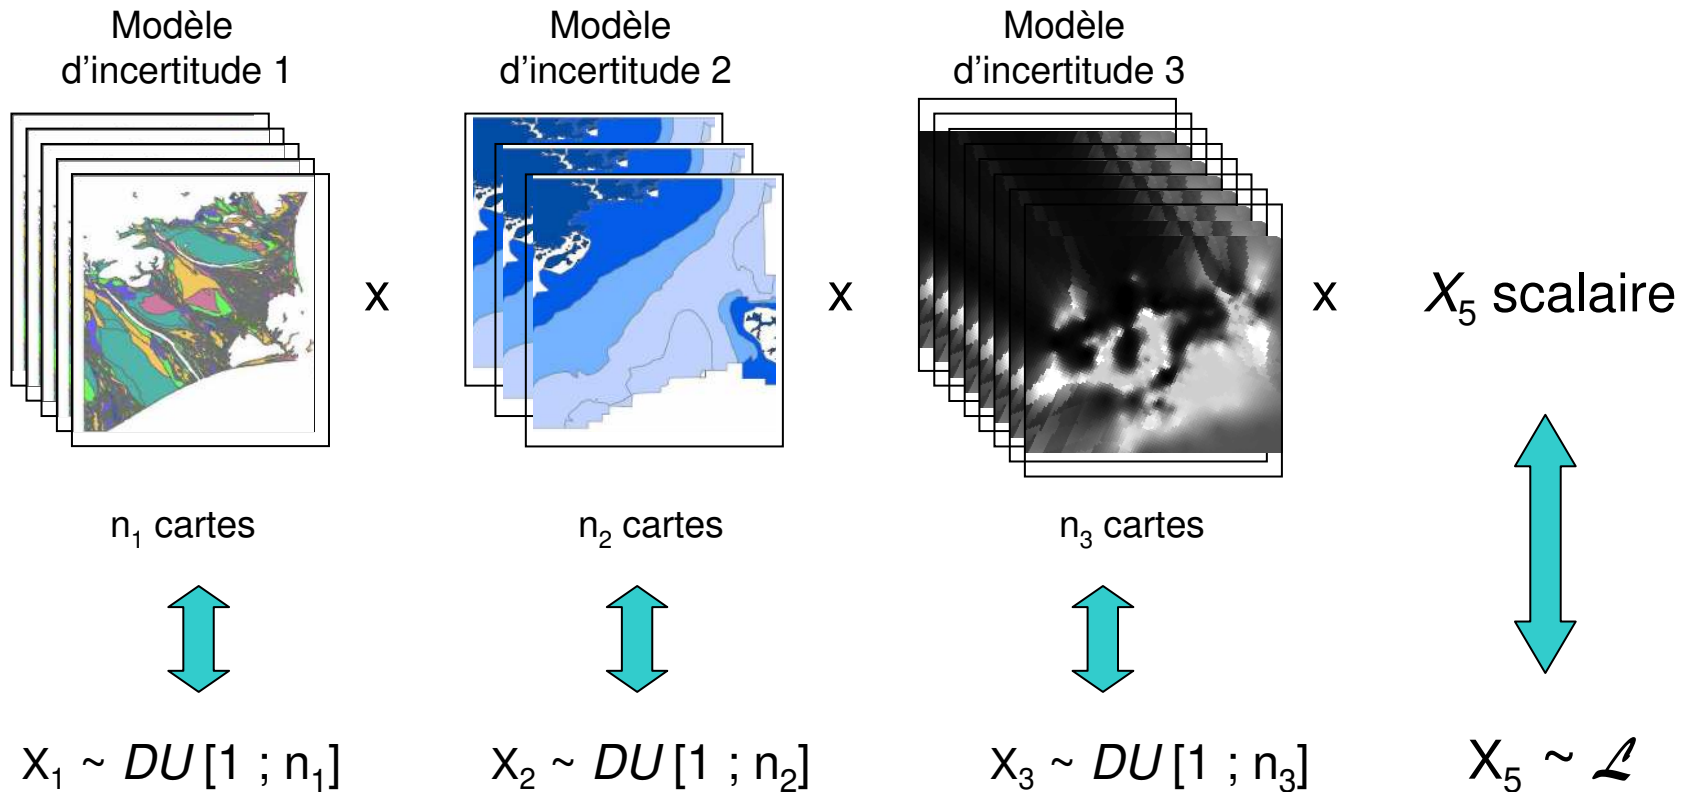 Modèle
d'incertitude 1
Modèle
d'incertitude 2
Modèle
d'incertitude 3
x
x
x
X₅ scalaire
n₁ cartes
n₂ cartes
n₃ cartes
X₁ ~ DU [1 ; n₁]
X₂ ~ DU [1 ; n₂]
X₃ ~ DU [1 ; n₃]
X₅ ~ ℒ